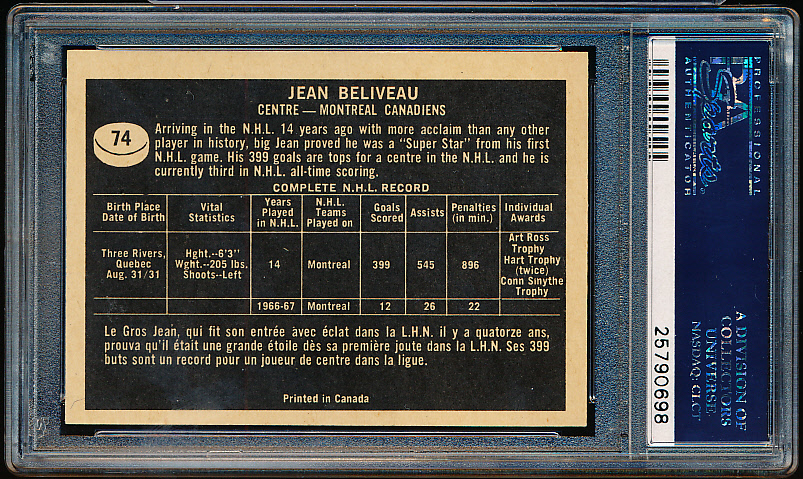 JEAN BELIVEAU
CENTRE — MONTREAL CANADIENS
74
Arriving in the N.H.L. 14 years ago with more acclaim than any other
player in history, big Jean proved he was a "Super Star" from his first
N.H.L. game. His 399 goals are tops for a centre in the N.H.L. and he is
currently third in N.H.L. all-time scoring.
COMPLETE N.H.L. RECORD
Birth Place Date of Birth | Vital Statistics | Years Played in N.H.L. | N.H.L. Teams Played on | Goals Scored | Assists | Penalties (in min.) | Individual Awards
Three Rivers, Quebec Aug. 31/31 | Hght.--6'3" Wght.--205 lbs. Shoots--Left | 14 | Montreal | 399 | 545 | 896 | Art Ross Trophy Hart Trophy (twice) Conn Smythe Trophy
1966-67 | Montreal | 12 | 26 | 22
Le Gros Jean, qui fit son entrée avec éclat dans la L.H.N. il y a quatorze ans,
prouva qu'il était une grande étoile dès sa première joute dans la L.H.N. Ses 399
buts sont un record pour un joueur de centre dans la ligue.
Printed in Canada
PROFESSIONAL
PSA
AUTHENTICATOR
A DIVISION OF
COLLECTORS
UNIVERSE
NASDAQ: CLCT
25790698